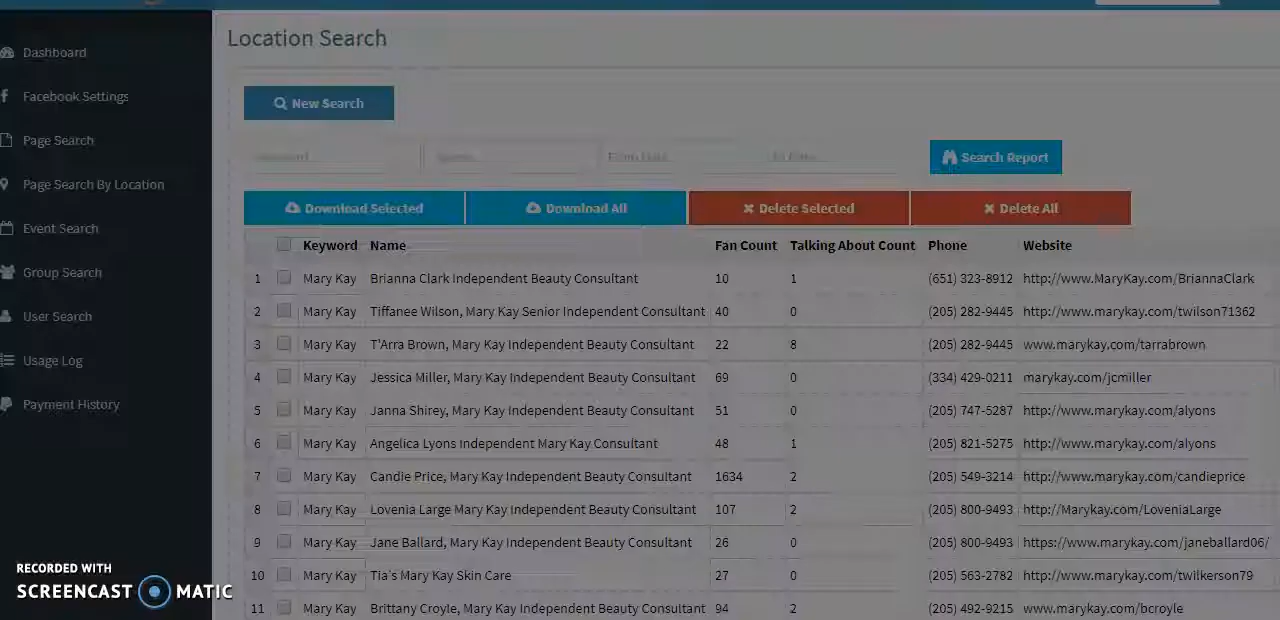 Location Search
Dashboard
Facebook Settings
Page Search
Page Search By Location
Event Search
Group Search
User Search
Usage Log
Payment History
New Search
From Date
Search Report
Download Selected Download All Delete Selected Delete All
Keyword Name Fan Count Talking About Count Phone Website
1 Mary Kay Brianna Clark Independent Beauty Consultant 10 1 (651) 323-8912 http://www.MaryKay.com/BriannaClark
2 Mary Kay Tiffanee Wilson, Mary Kay Senior Independent Consultant 40 0 (205) 282-9445 http://www.marykay.com/twilson71362
3 Mary Kay T'Arra Brown, Mary Kay Independent Beauty Consultant 22 8 (205) 282-9445 www.marykay.com/tarrabrown
4 Mary Kay Jessica Miller, Mary Kay Independent Beauty Consultant 69 0 (334) 429-0211 marykay.com/jcmiller
5 Mary Kay Janna Shirey, Mary Kay Independent Beauty Consultant 51 0 (205) 747-5287 http://www.marykay.com/alyons
6 Mary Kay Angelica Lyons Independent Mary Kay Consultant 48 1 (205) 821-5275 http://www.marykay.com/alyons
7 Mary Kay Candie Price, Mary Kay Independent Beauty Consultant 1634 2 (205) 549-3214 http://www.marykay.com/candieprice
8 Mary Kay Lovenia Large Mary Kay Independent Beauty Consultant 107 2 (205) 800-9493 http://Marykay.com/LoveniaLarge
9 Mary Kay Jane Ballard, Mary Kay Independent Beauty Consultant 26 0 (205) 800-9493 https://www.marykay.com/janeballard06/
10 Mary Kay Tia's Mary Kay Skin Care 27 0 (205) 563-2782 http://www.marykay.com/twilkerson79
11 Mary Kay Brittany Croyle, Mary Kay Independent Beauty Consultant 94 2 (205) 492-9215 www.marykay.com/bcroyle
RECORDED WITH
SCREENCAST MATIC